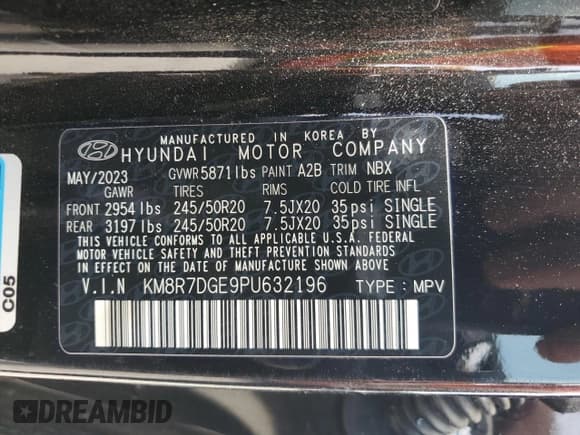 MANUFACTURED IN KOREA BY
HYUNDAI MOTOR COMPANY
MAY/2023 GVWR 5871 lbs PAINT A2B TRIM NBX
GAWR TIRES RIMS COLD TIRE INFL
FRONT 2954 lbs 245/50R20 7.5JX20 35psi SINGLE
REAR 3197 lbs 245/50R20 7.5JX20 35psi SINGLE
THIS VEHICLE CONFORMS TO ALL APPLICABLE U.S.A. FEDERAL
MOTOR VEHICLE SAFETY, BUMPER, AND THEFT PREVENTION STANDARDS
IN EFFECT ON THE DATE OF MANUFACTURE SHOWN ABOVE.
V.I.N KM8R7DGE9PU632196 TYPE : MPV
C05
DREAMBID